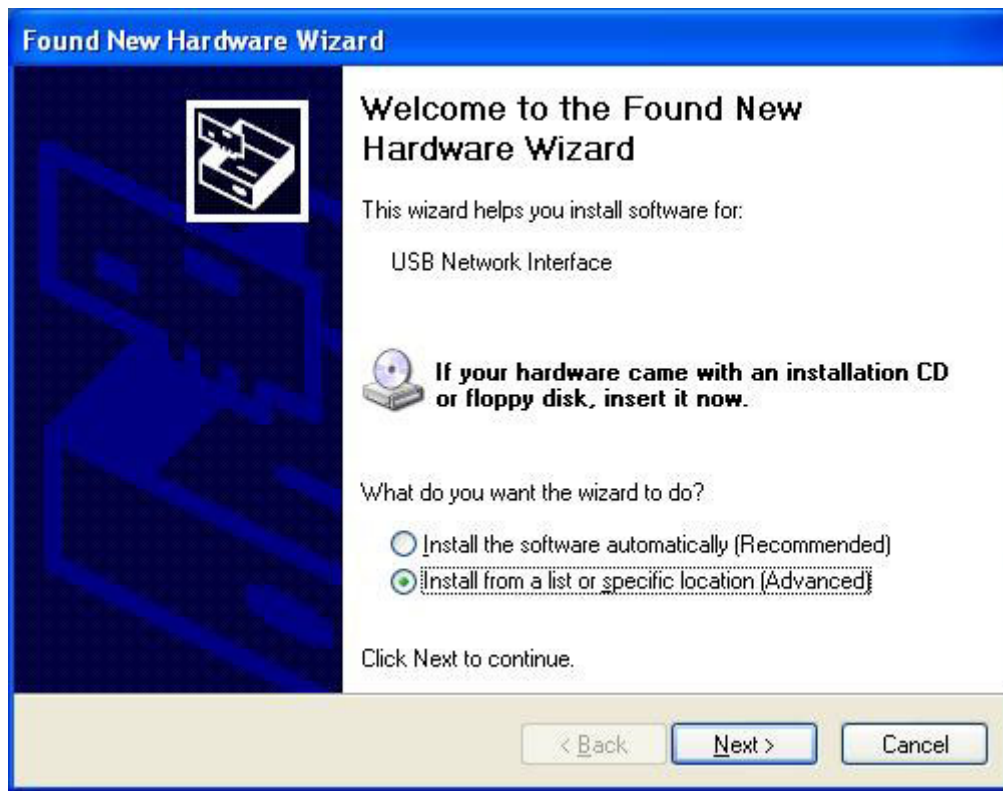 Found New Hardware Wizard
Welcome to the Found New
Hardware Wizard
This wizard helps you install software for:
USB Network Interface
If your hardware came with an installation CD
or floppy disk, insert it now.
What do you want the wizard to do?
Install the software automatically (Recommended)
Install from a list or specific location (Advanced)
Click Next to continue.
< Back
Next >
Cancel